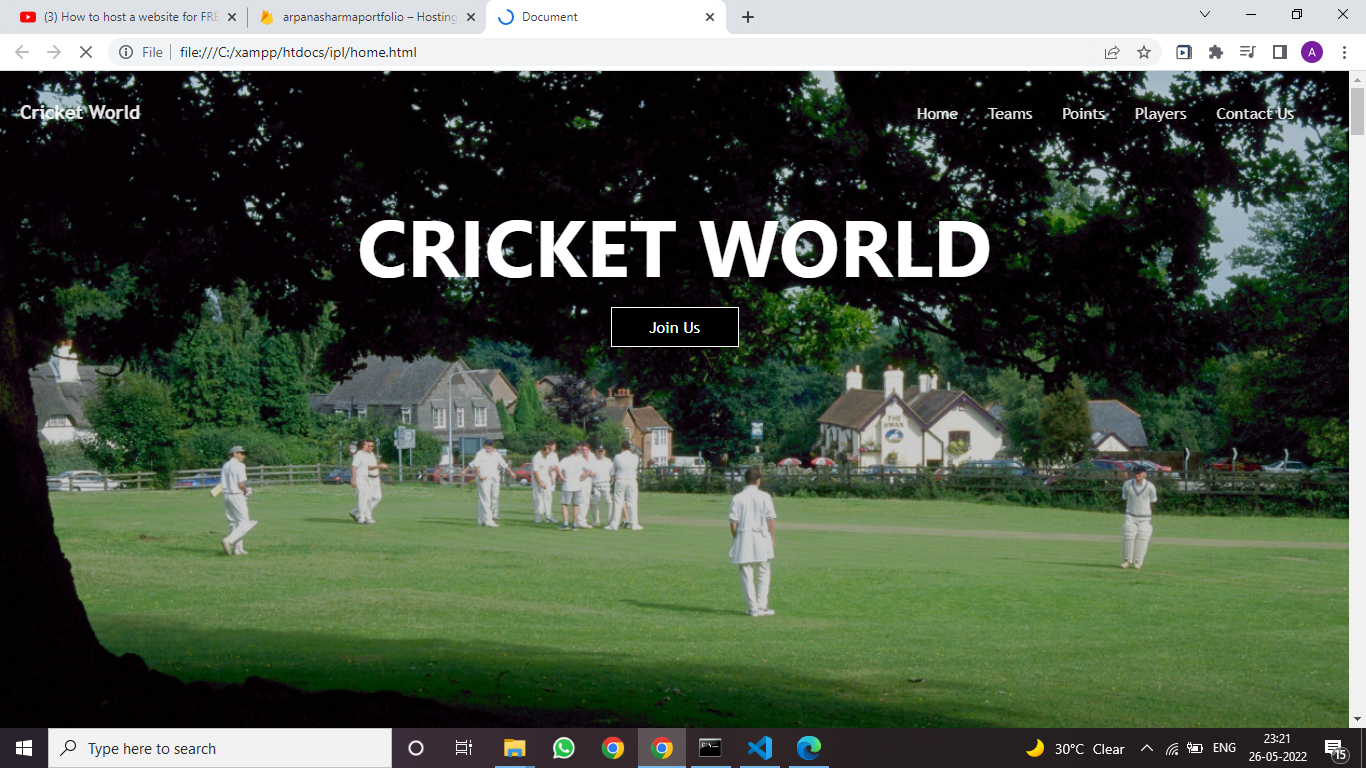 (3) How to host a website for FRE
arpanasharmaportfolio – Hosting
Document
File
file:///C:/xampp/htdocs/ipl/home.html
A
Cricket World
Home Teams Points Players Contact Us
CRICKET WORLD
Join Us
THE
SWAN
Type here to search
30°C Clear
ENG
23:21
26-05-2022
15